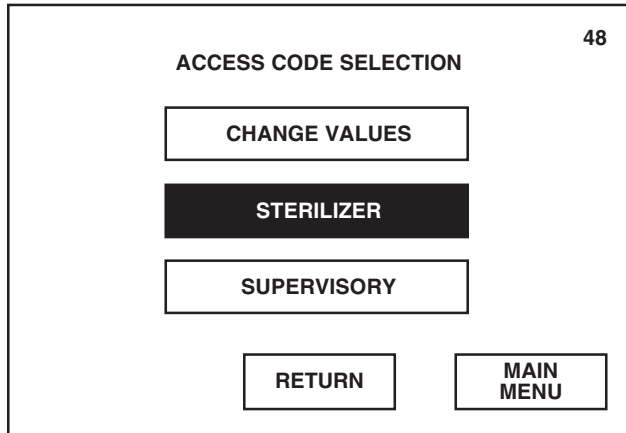 48
ACCESS CODE SELECTION
CHANGE VALUES
STERILIZER
SUPERVISORY
RETURN
MAIN
MENU